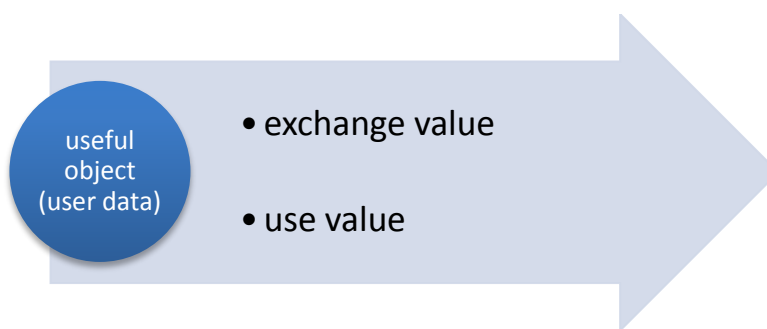 useful
object
(user data)
• exchange value
• use value